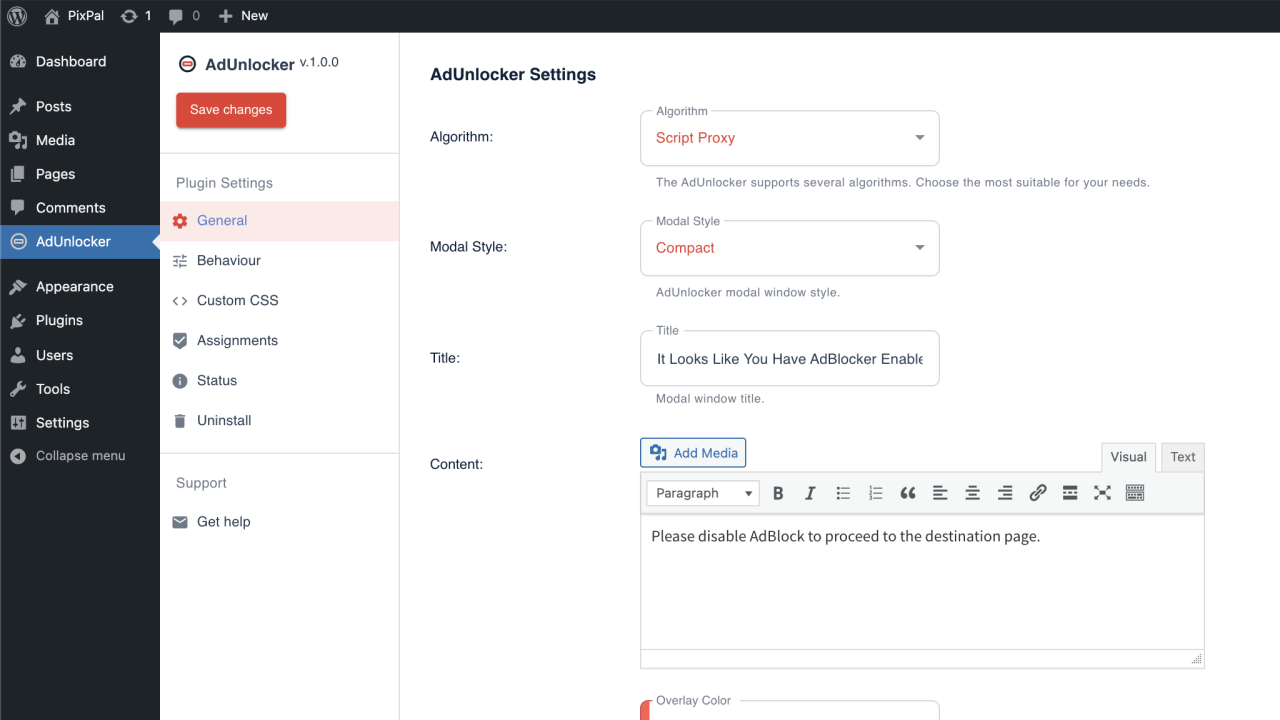 PixPal 1 0 New
Dashboard
Posts
Media
Pages
Comments
AdUnlocker
Appearance
Plugins
Users
Tools
Settings
Collapse menu
AdUnlocker v.1.0.0
Save changes
Plugin Settings
General
Behaviour
Custom CSS
Assignments
Status
Uninstall
Support
Get help
AdUnlocker Settings
Algorithm:
Algorithm
Script Proxy
The AdUnlocker supports several algorithms. Choose the most suitable for your needs.
Modal Style:
Modal Style
Compact
AdUnlocker modal window style.
Title:
Title
It Looks Like You Have AdBlocker Enable
Modal window title.
Content:
Add Media
Visual Text
Paragraph
Please disable AdBlock to proceed to the destination page.
Overlay Color